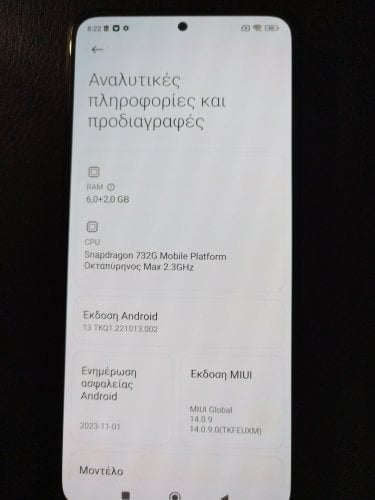 8:22
Αναλυτικές
πληροφορίες και
προδιαγραφές
RAM
6,0+2,0 GB
CPU
Snapdragon 732G Mobile Platform
Οκταπύρηνος Max 2.3GHz
Έκδοση Android
13 TKQ1.221013.002
Ενημέρωση
ασφαλείας
Android
2023-11-01
Έκδοση MIUI
MIUI Global
14.0.9
14.0.9.0(TKFEUXM)
Μοντέλο